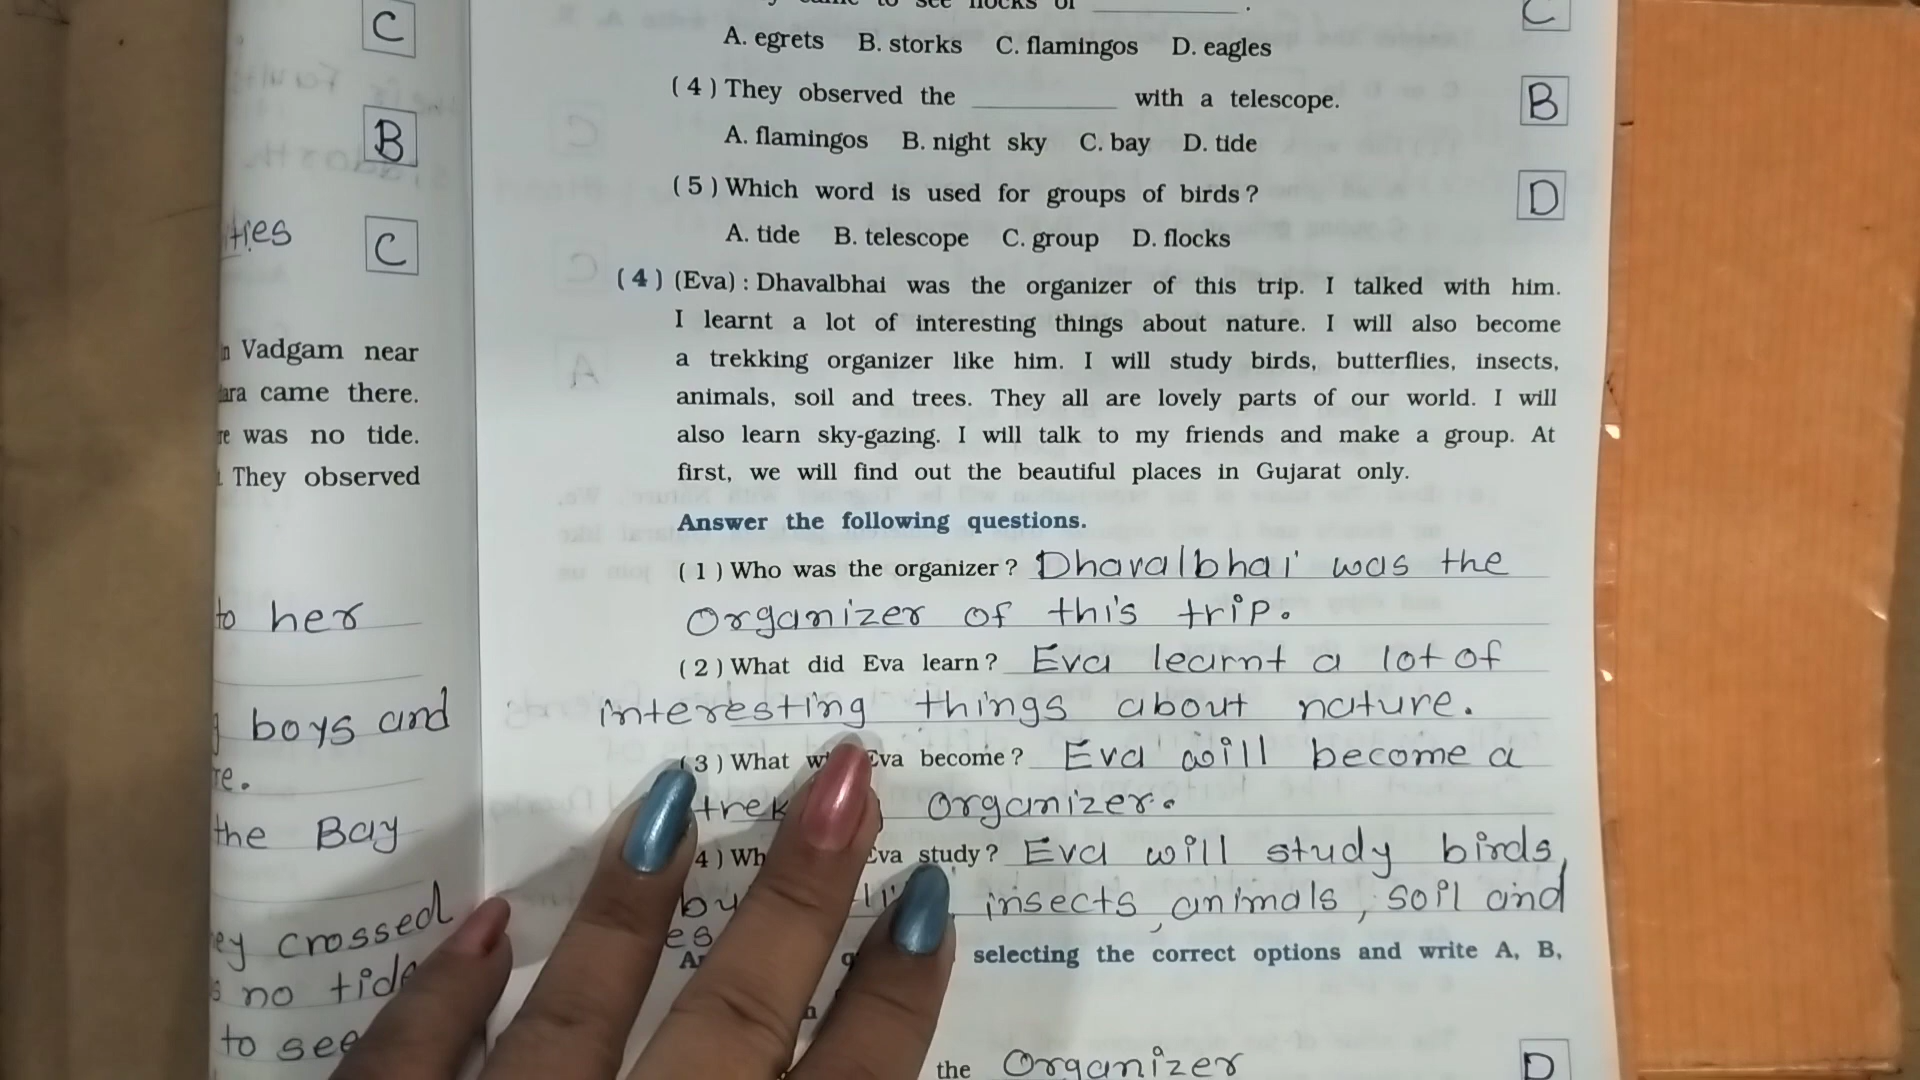 C
B
ties C
Vadgam near
came there.
was no tide.
They observed
to her
boys and
the Bay
crossed
no tide
to see
to see flocks of ________ . C
A. egrets B. storks C. flamingos D. eagles
( 4 ) They observed the ________ with a telescope. B
A. flamingos B. night sky C. bay D. tide
( 5 ) Which word is used for groups of birds? D
A. tide B. telescope C. group D. flocks
( 4 ) (Eva) : Dhavalbhai was the organizer of this trip. I talked with him.
I learnt a lot of interesting things about nature. I will also become
a trekking organizer like him. I will study birds, butterflies, insects,
animals, soil and trees. They all are lovely parts of our world. I will
also learn sky-gazing. I will talk to my friends and make a group. At
first, we will find out the beautiful places in Gujarat only.
Answer the following questions.
( 1 ) Who was the organizer? Dhavalbhai was the
organizer of this trip.
( 2 ) What did Eva learn? Eva learnt a lot of
interesting things about nature.
( 3 ) What Eva become? Eva will become a
organizer.
4 ) Eva study? Eva will study birds,
insects, animals, soil and
selecting the correct options and write A, B,
the organizer D